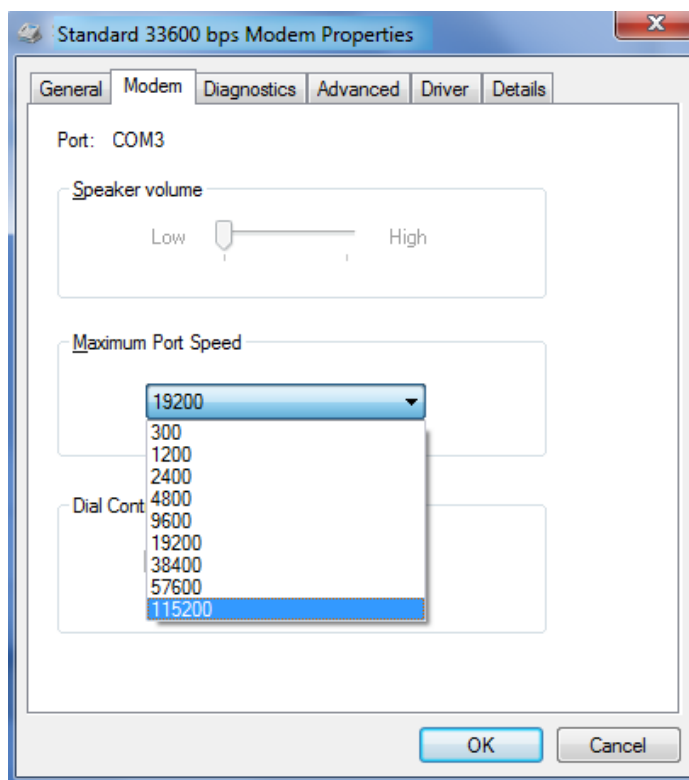 Standard 33600 bps Modem Properties
General Modem Diagnostics Advanced Driver Details
Port: COM3
Speaker volume
Low High
Maximum Port Speed
19200
300
1200
2400
4800
9600
19200
38400
57600
115200
Dial Cont
OK Cancel